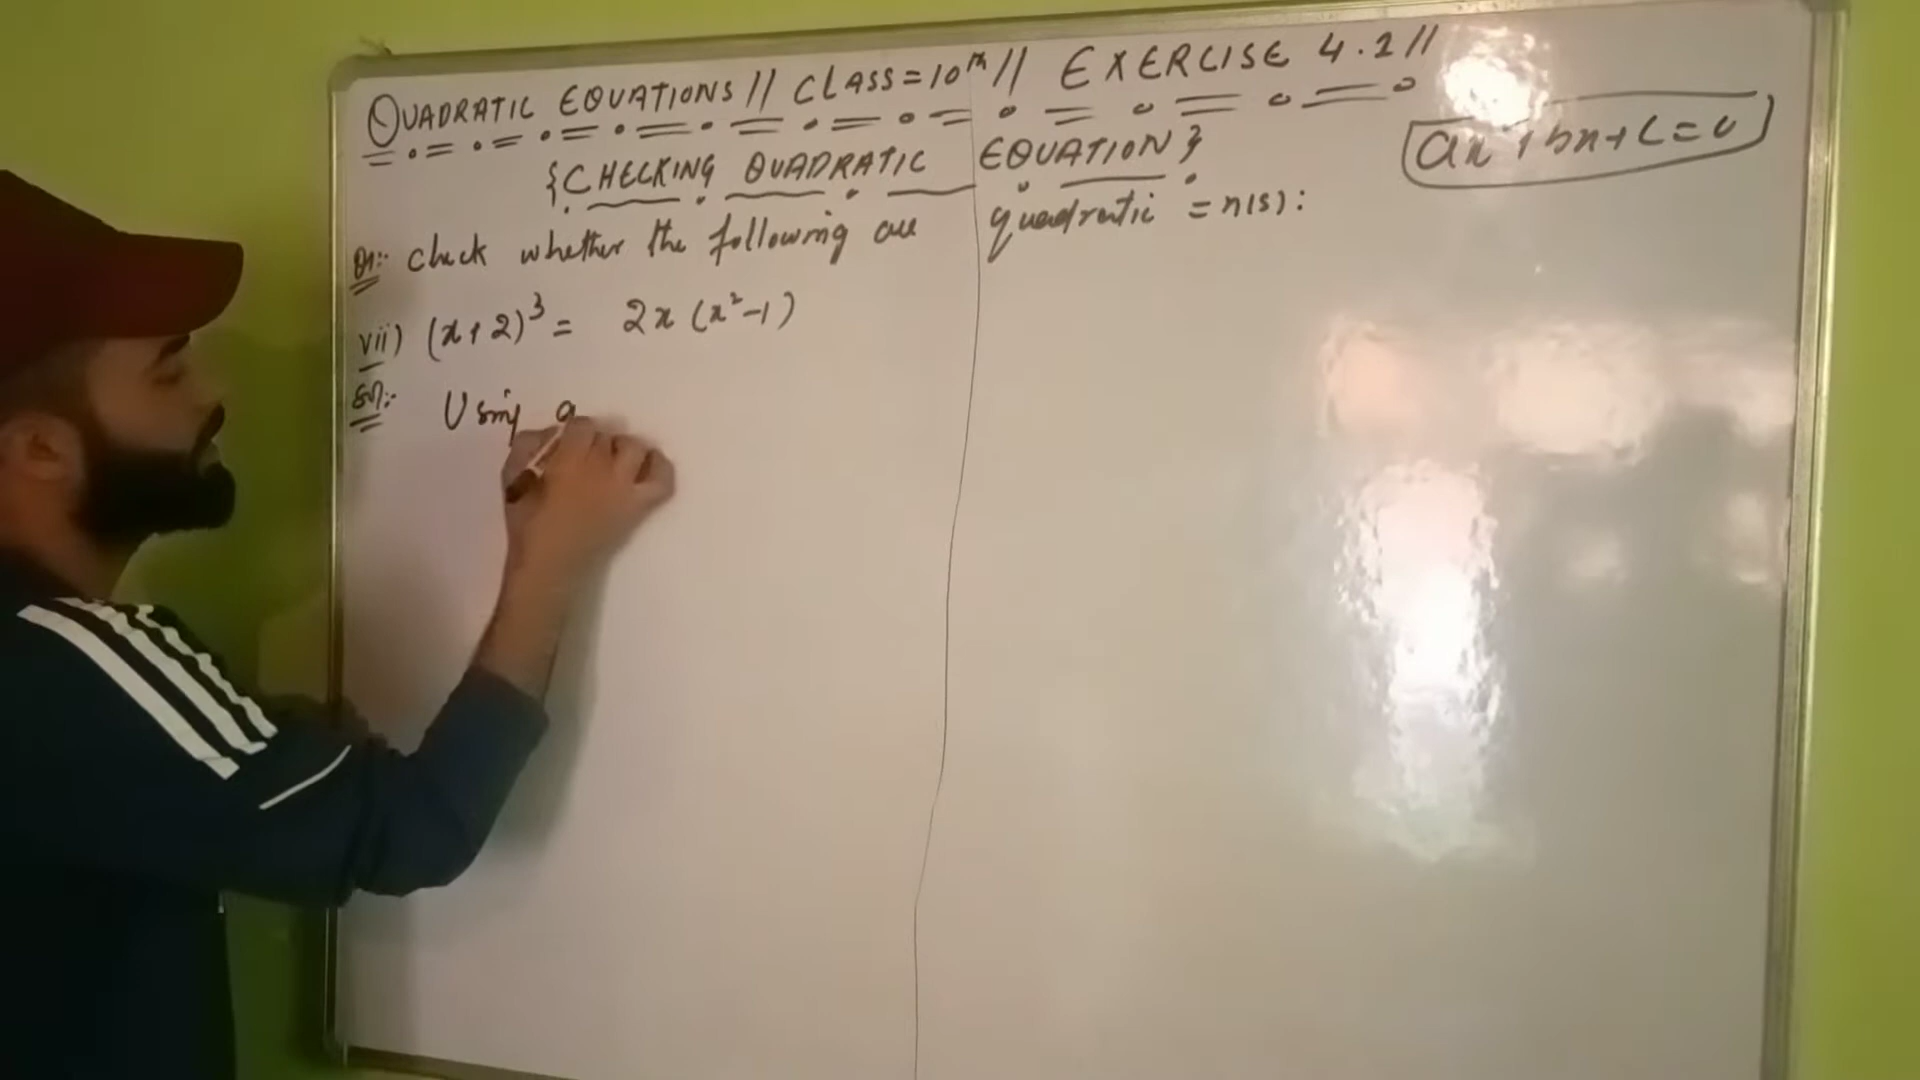 QUADRATIC EQUATIONS // CLASS = 10th // EXERCISE 4.1 //
ax² + bx + c = 0
{CHECKING QUADRATIC EQUATION}
Q1:- Check whether the following are quadratic =n(s):
vii) (x+2)³ = 2x (x²-1)
Sol:- Using a